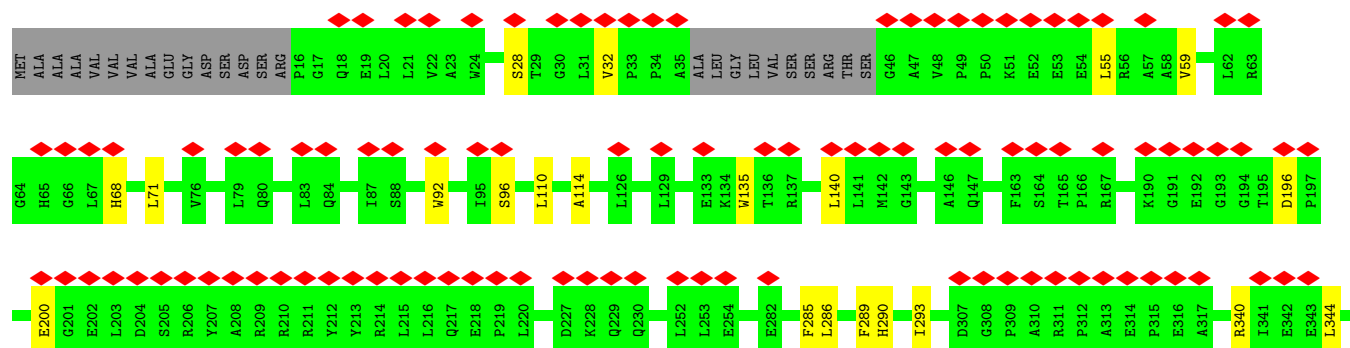 MET ALA ALA ALA VAL VAL VAL ALA GLU GLY ASP SER ASP SER ARG P16 G17 Q18 E19 L20 L21 V22 A23 W24 S28 T29 G30 L31 V32 P33 P34 A35 ALA LEU GLY LEU VAL SER SER ARG THR SER G46 A47 V48 P49 P50 K51 E52 E53 E54 L55 R56 A57 A58 V59 L62 R63
G64 H65 G66 L67 H68 L71 V76 L79 Q80 L83 Q84 I87 S88 W92 I95 S96 L110 A114 L126 L129 E133 K134 W135 T136 R137 L140 L141 M142 G143 A146 Q147 F163 S164 T165 P166 R167 K190 G191 E192 G193 G194 T195 D196 P197
E200 G201 E202 L203 D204 S205 R206 Y207 A208 R209 R210 R211 Y212 Y213 R214 L215 L216 Q217 E218 P219 L220 D227 K228 Q229 Q230 L252 L253 E254 E282 F285 L286 F289 H290 I293 D307 G308 P309 A310 R311 P312 A313 E314 P315 E316 A317 R340 I341 E342 E343 L344